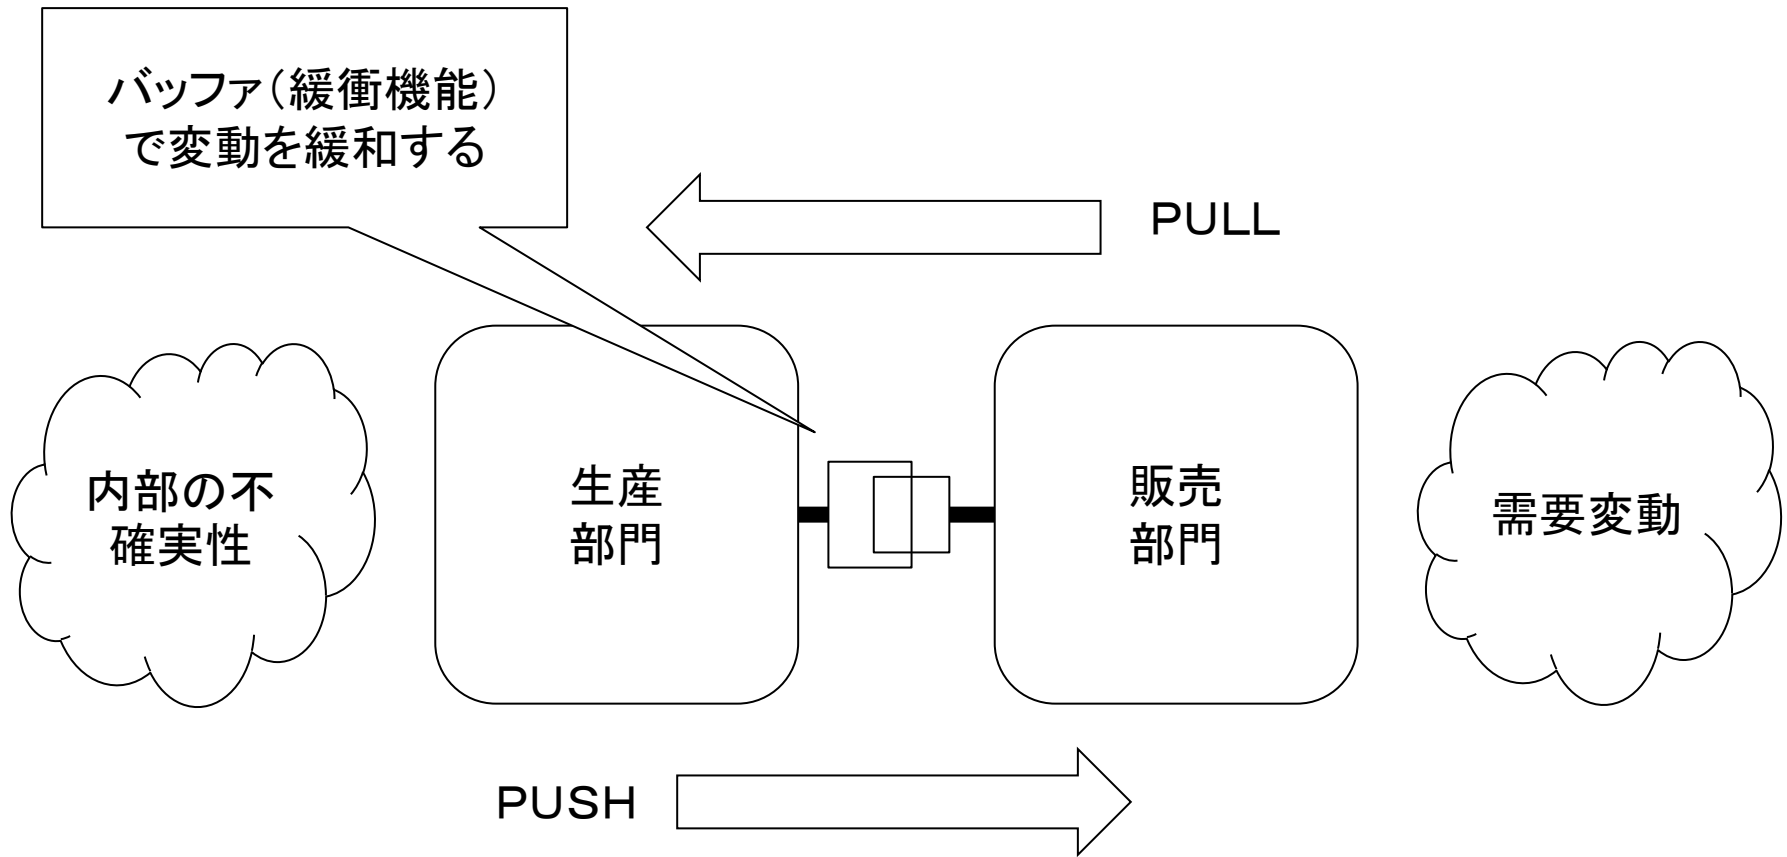 バッファ（緩衝機能）
で変動を緩和する
ＰＵＬＬ
内部の不
確実性
生産
部門
販売
部門
需要変動
ＰＵＳＨ